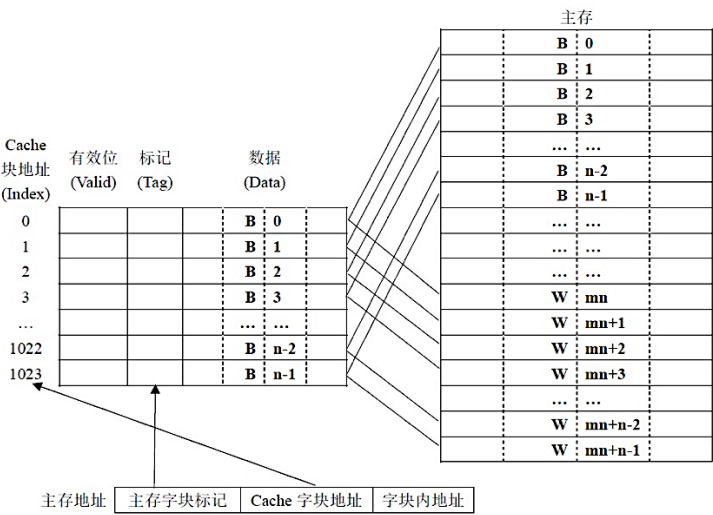 主存
B 0
B 1
B 2
B 3
... ...
B n-2
B n-1
... ...
... ...
... ...
W mn
W mn+1
W mn+2
W mn+3
... ...
W mn+n-2
W mn+n-1
Cache
块地址
(Index)
有效位
(Valid)
标记
(Tag)
数据
(Data)
0 B 0
1 B 1
2 B 2
3 B 3
... ... ...
1022 B n-2
1023 B n-1
主存地址 主存字块标记 Cache 字块地址 字块内地址